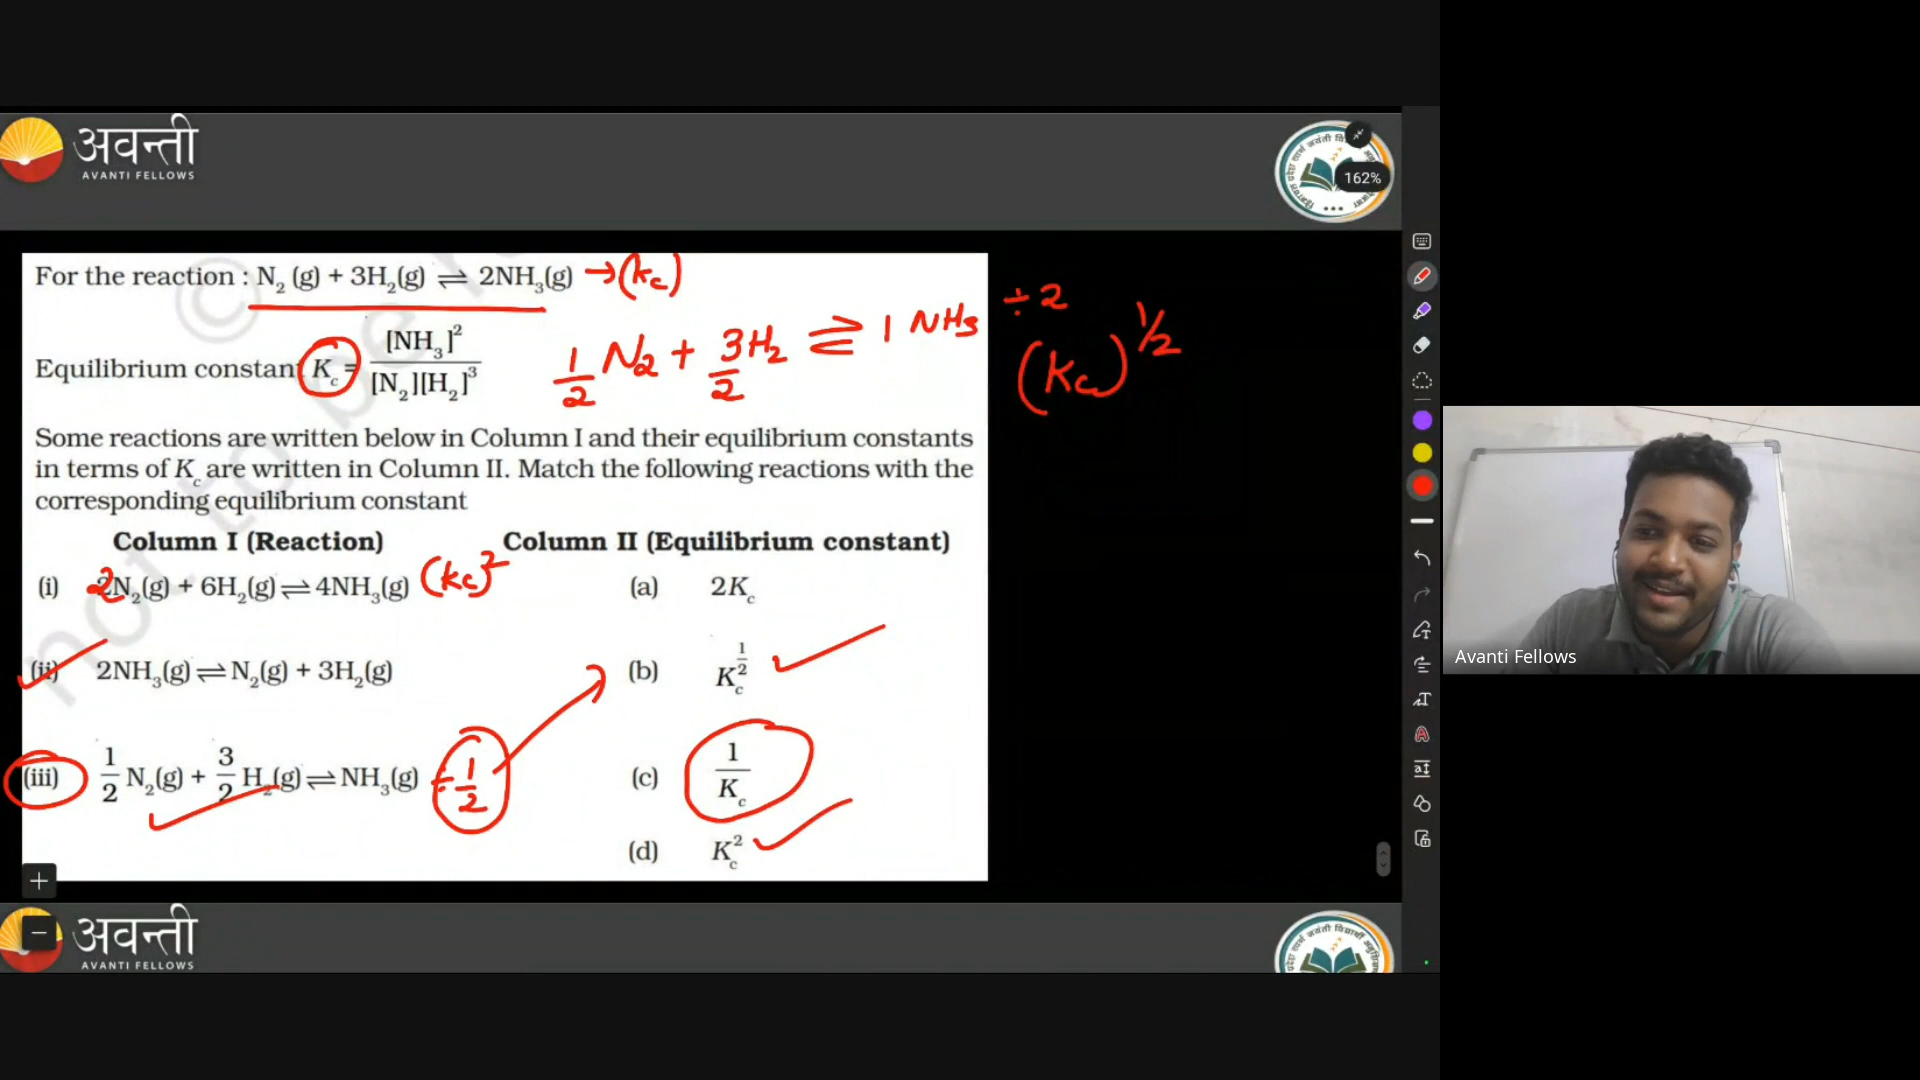 अवन्ती
AVANTI FELLOWS
162%
For the reaction : N₂ (g) + 3H₂(g) ⇌ 2NH₃(g) → (Kc)
÷ 2
Equilibrium constant Kc = [NH₃]² / [N₂][H₂]³
1/2 N₂ + 3/2 H₂ ⇌ 1 NH₃
(Kc)^1/2
Some reactions are written below in Column I and their equilibrium constants
in terms of Kc are written in Column II. Match the following reactions with the
corresponding equilibrium constant
Column I (Reaction) Column II (Equilibrium constant)
(i) 2N₂(g) + 6H₂(g) ⇌ 4NH₃(g) (Kc)² (a) 2Kc
(ii) 2NH₃(g) ⇌ N₂(g) + 3H₂(g) (b) Kc^1/2
(iii) 1/2 N₂(g) + 3/2 H₂(g) ⇌ NH₃(g) ÷ 1/2 (c) 1/Kc
(d) Kc²
© not to be r
Avanti Fellows
अवन्ती
AVANTI FELLOWS